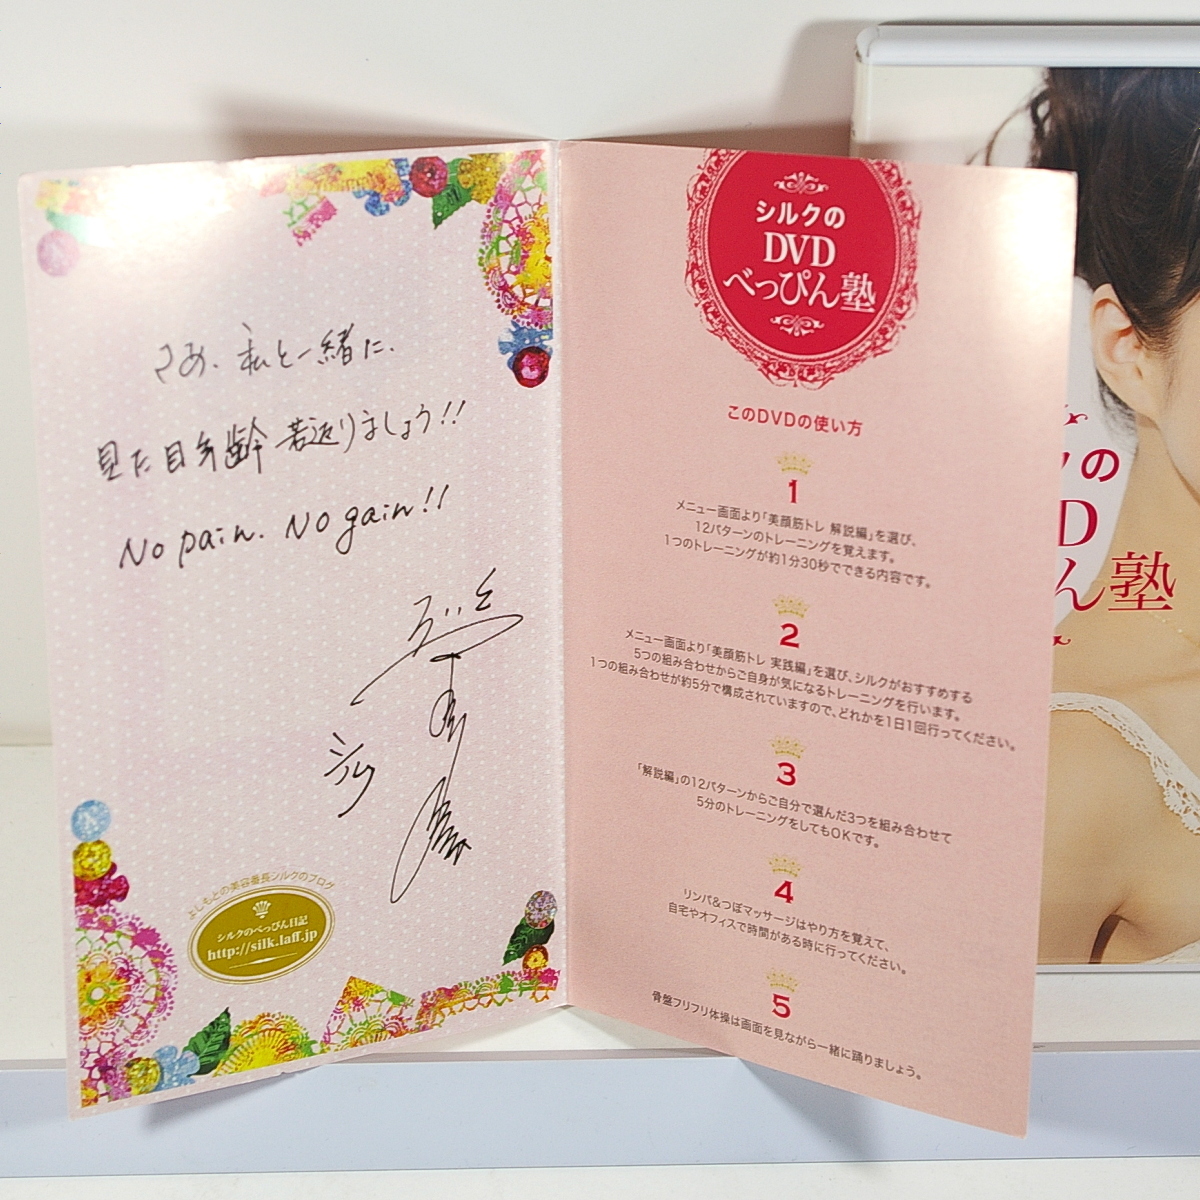 さあ、私と一緒に、
見た目年齢若返りましょう!!
No pain. No gain!!
シルク
よしもとの美容番長シルクのブログ
シルクのべっぴん日記
http://silk.laff.jp
シルクの
DVD
べっぴん塾
このDVDの使い方
1
メニュー画面より「美顔筋トレ 解説編」を選び、
12パターンのトレーニングを覚えます。
1つのトレーニングが約1分30秒でできる内容です。
2
メニュー画面より「美顔筋トレ 実践編」を選び、シルクがおすすめする
5つの組み合わせからご自身が気になるトレーニングを行います。
1つの組み合わせが約5分で構成されていますので、どれかを1日1回行ってください。
3
「解説編」の12パターンからご自分で選んだ3つを組み合わせて
5分のトレーニングをしてもOKです。
4
リンパ&つぼマッサージはやり方を覚えて、
自宅やオフィスで時間がある時に行ってください。
5
骨盤フリフリ体操は画面を見ながら一緒に踊りましょう。
の
D
ん塾